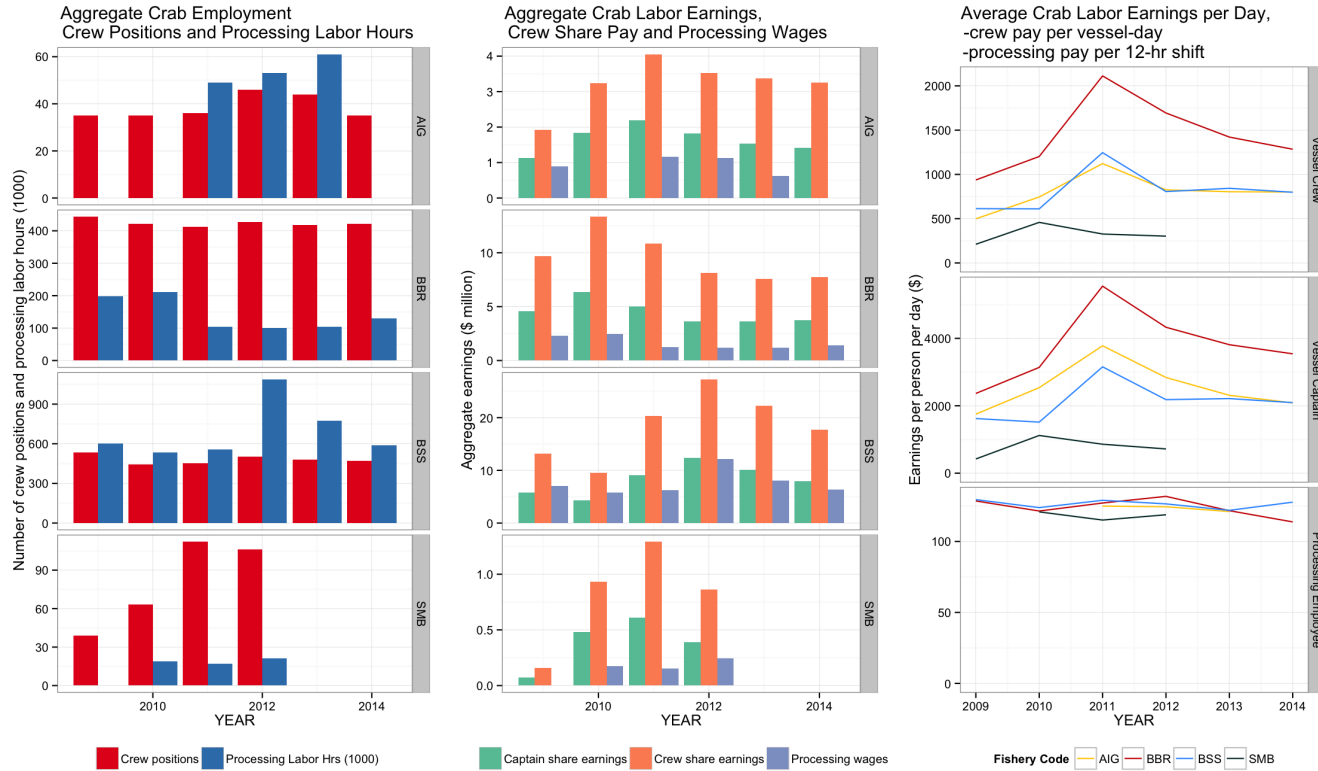 Aggregate Crab Employment
Crew Positions and Processing Labor Hours
Number of crew positions and processing labor hours (1000)
60
40
20
0
AIG
400
300
200
100
0
BBR
900
600
300
0
BSS
90
60
30
0
SMB
2010
2012
2014
YEAR
Crew positions
Processing Labor Hrs (1000)
Aggregate Crab Labor Earnings,
Crew Share Pay and Processing Wages
Aggregate earnings ($ million)
4
3
2
1
0
AIG
10
5
0
BBR
20
10
0
BSS
1.0
0.5
0.0
SMB
2010
2012
2014
YEAR
Captain share earnings
Crew share earnings
Processing wages
Average Crab Labor Earnings per Day,
-crew pay per vessel-day
-processing pay per 12-hr shift
Earnings per person per day ($)
2000
1500
1000
500
0
Vessel Crew
4000
2000
0
Vessel Captain
100
50
0
Processing Employee
2009
2010
2011
2012
2013
2014
YEAR
Fishery Code
AIG
BBR
BSS
SMB